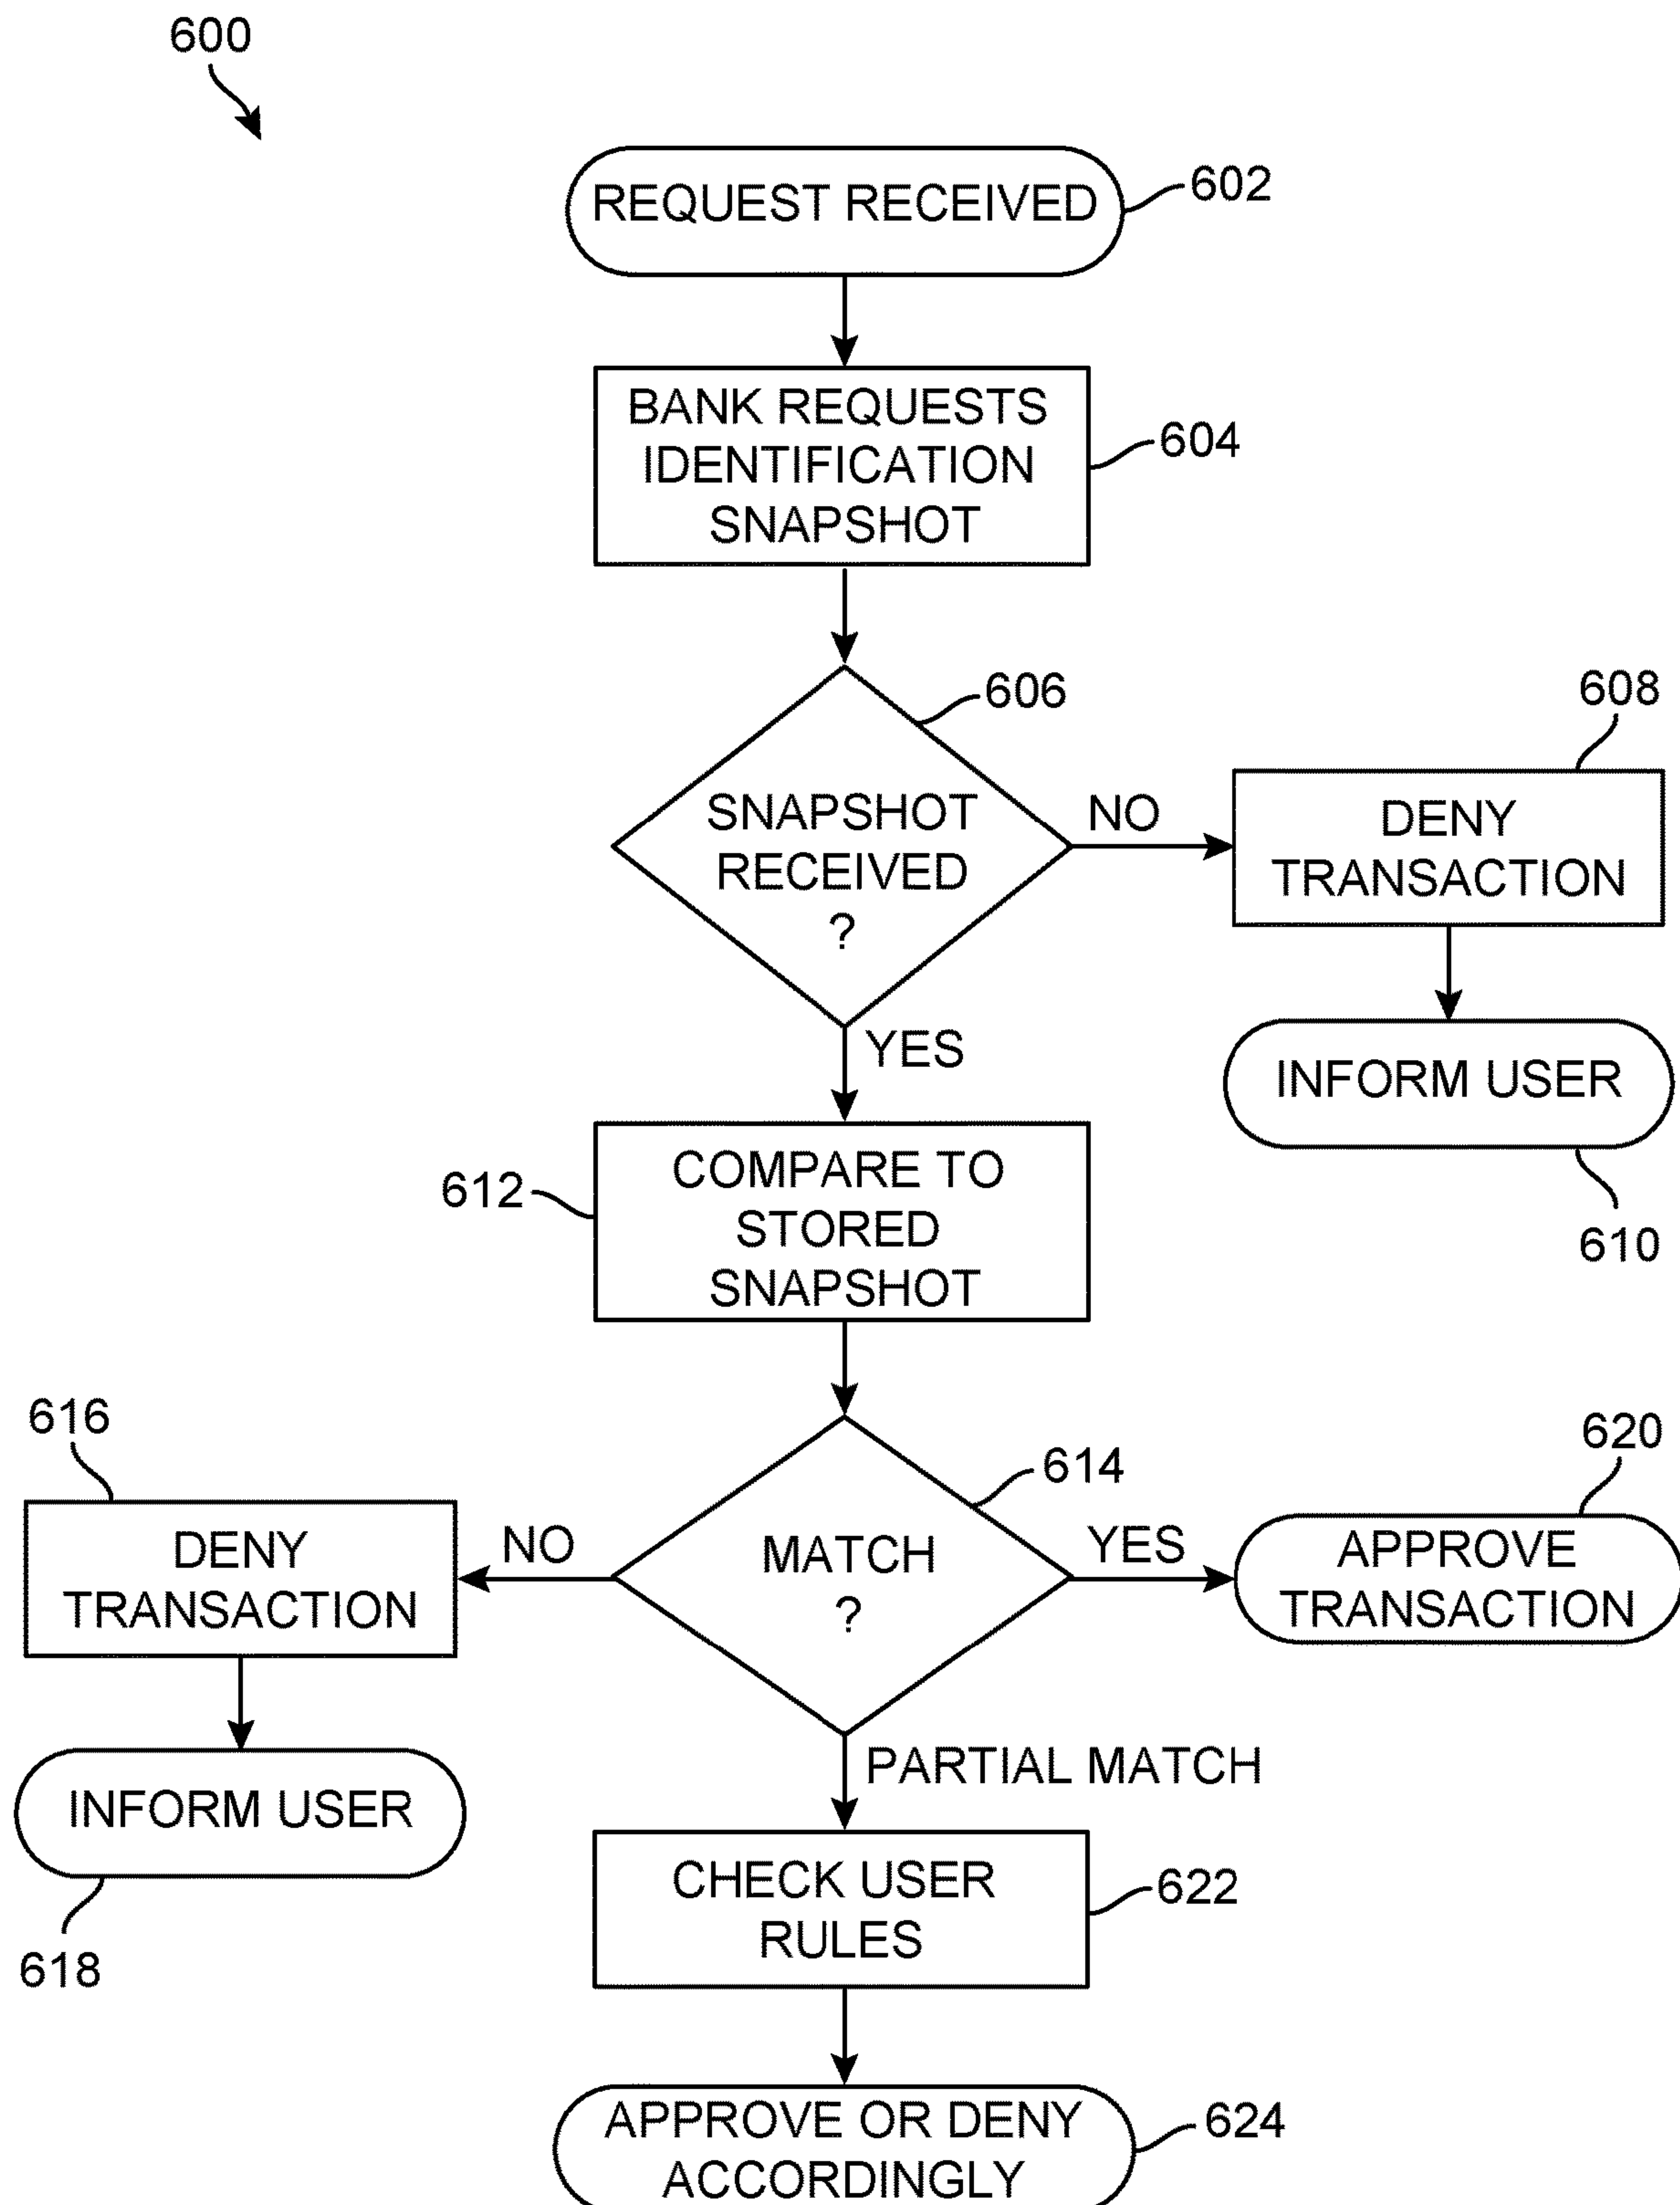 600
REQUEST RECEIVED
602
BANK REQUESTS
IDENTIFICATION
SNAPSHOT
604
606
SNAPSHOT
RECEIVED
?
NO
608
DENY
TRANSACTION
YES
INFORM USER
610
612
COMPARE TO
STORED
SNAPSHOT
614
MATCH
?
616
NO
DENY
TRANSACTION
INFORM USER
618
YES
620
APPROVE
TRANSACTION
PARTIAL MATCH
CHECK USER
RULES
622
APPROVE OR DENY
ACCORDINGLY
624